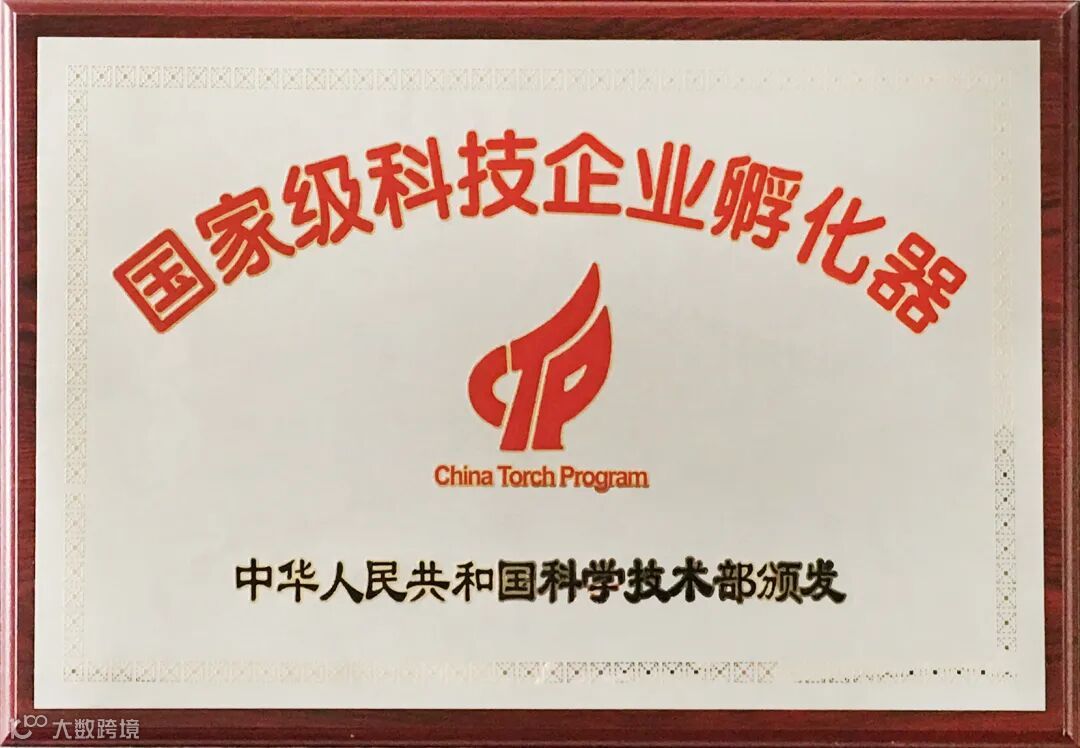 国家级科技企业孵化器
China Torch Program
中华人民共和国科学技术部颁发
大数跨境